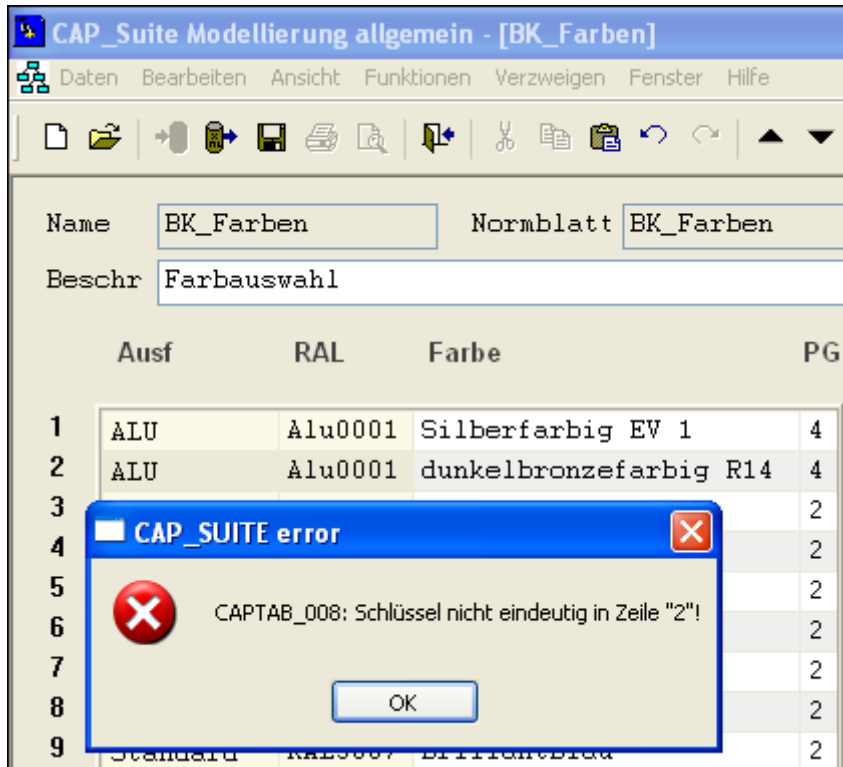 CAP_Suite Modellierung allgemein - [BK_Farben]
Daten Bearbeiten Ansicht Funktionen Verzweigen Fenster Hilfe
Name BK_Farben Normblatt BK_Farben
Beschr Farbauswahl
Ausf RAL Farbe PG
1 ALU Alu0001 Silberfarbig EV 1 4
2 ALU Alu0001 dunkelbronzefarbig R14 4
3 2
CAP_SUITE error
4 2
5 2
CAPTAB_008: Schlüssel nicht eindeutig in Zeile "2"!
6 2
7 2
OK
8 2
9 Standard Brillantblau 2